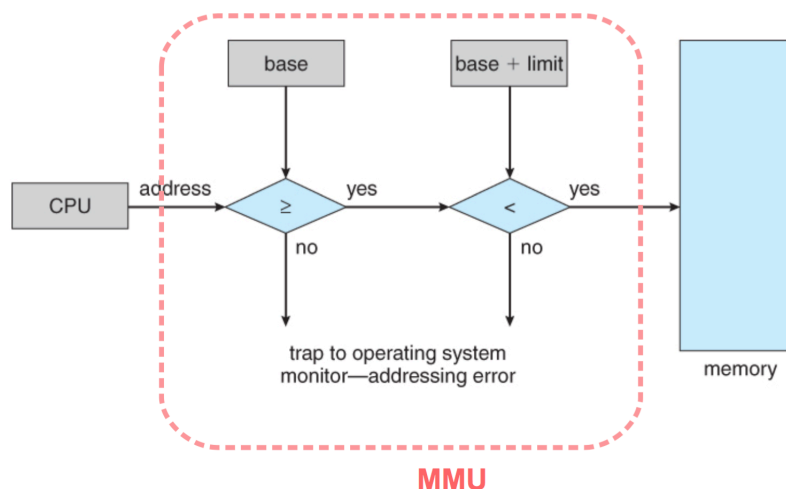 base
base + limit
CPU
address
≥
yes
<
yes
no
no
trap to operating system
monitor—addressing error
memory
MMU